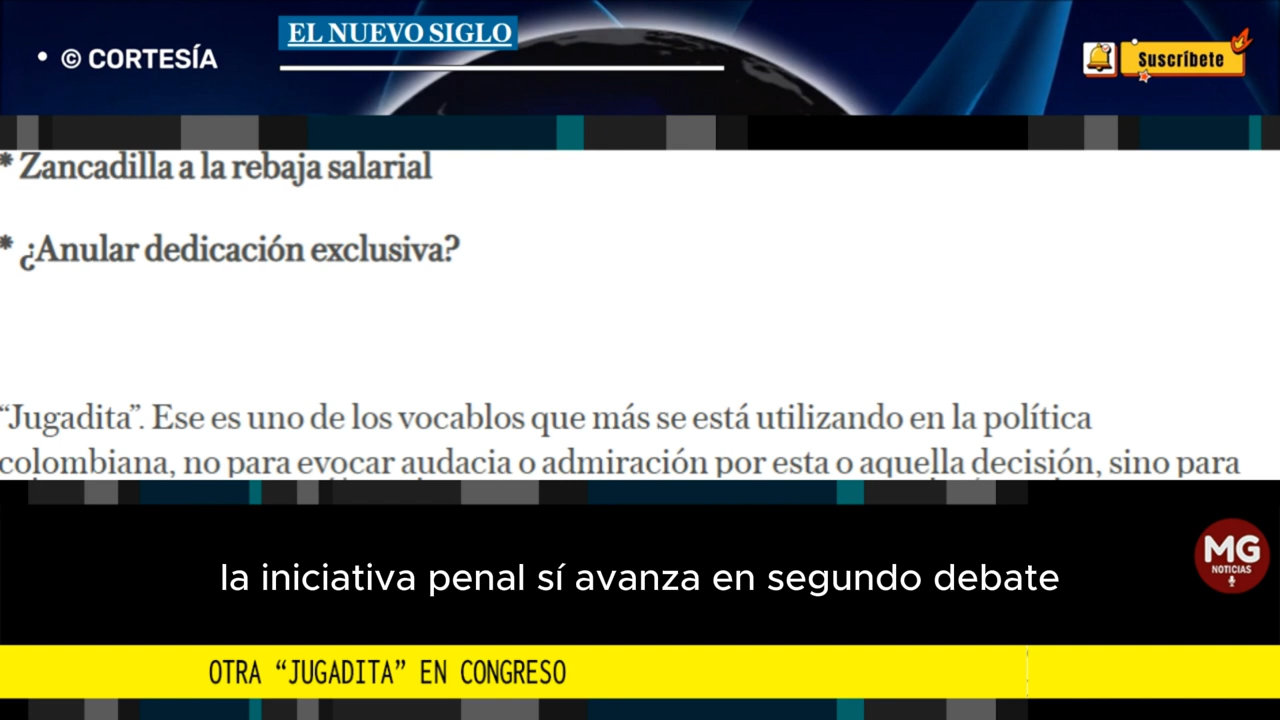 • © CORTESÍA
EL NUEVO SIGLO
Suscríbete
* Zancadilla a la rebaja salarial
* ¿Anular dedicación exclusiva?
“Jugadita”. Ese es uno de los vocablos que más se está utilizando en la política
colombiana, no para evocar audacia o admiración por esta o aquella decisión, sino para
la iniciativa penal sí avanza en segundo debate
MG
NOTICIAS
OTRA “JUGADITA” EN CONGRESO